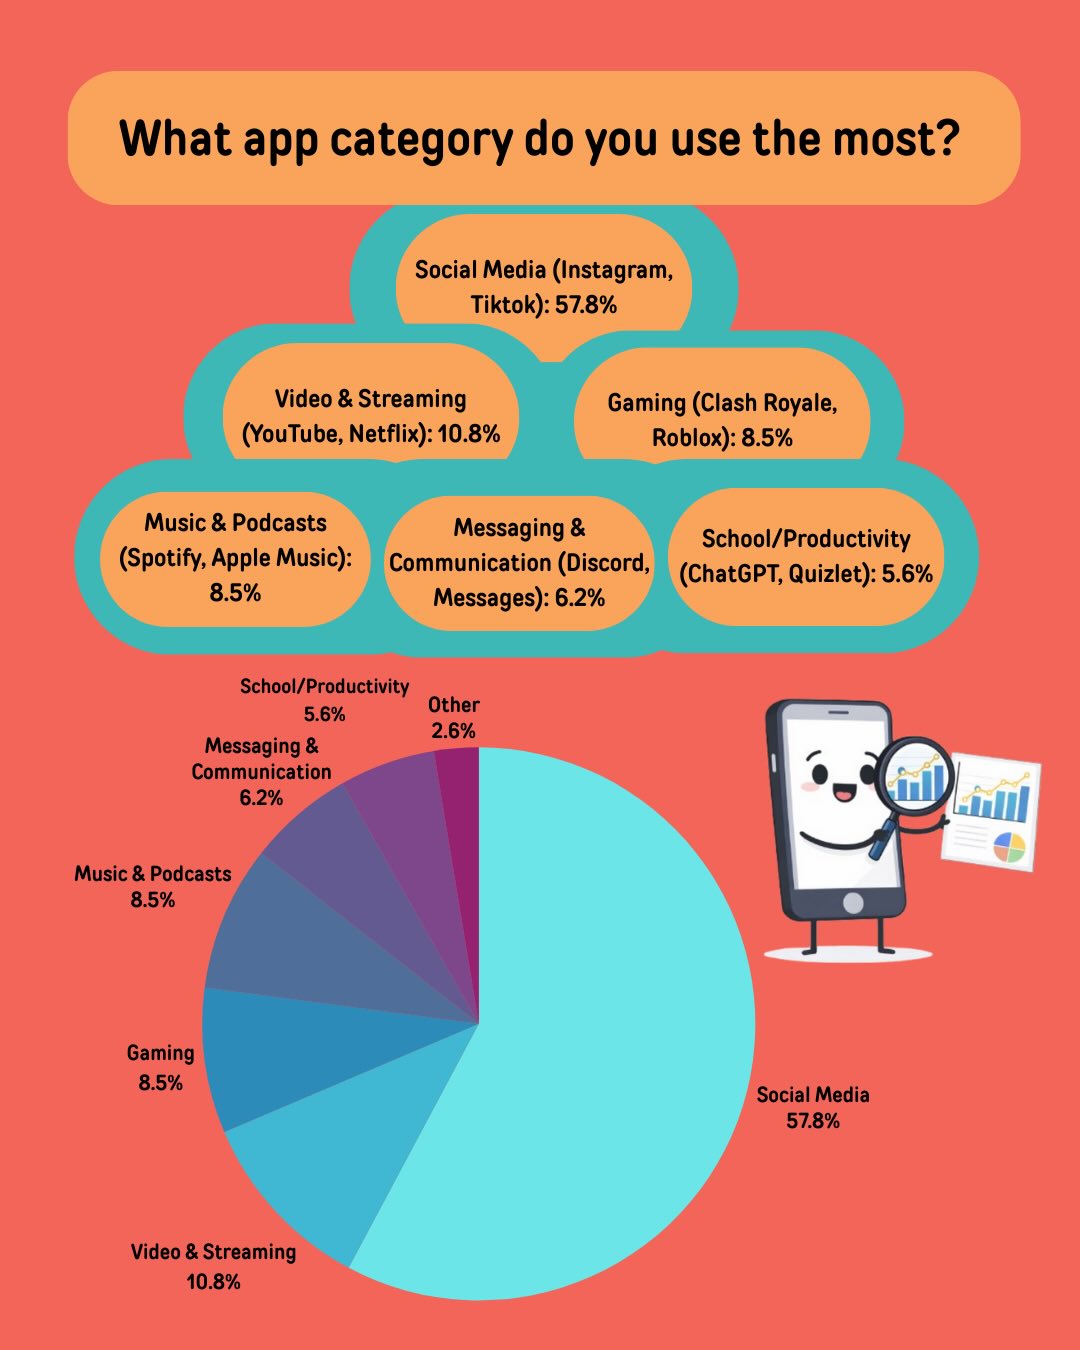 What app category do you use the most?
Social Media (Instagram,
Tiktok): 57.8%
Video & Streaming
(YouTube, Netflix): 10.8%
Gaming (Clash Royale,
Roblox): 8.5%
Music & Podcasts
(Spotify, Apple Music):
8.5%
Messaging &
Communication (Discord,
Messages): 6.2%
School/Productivity
(ChatGPT, Quizlet): 5.6%
School/Productivity
5.6%
Other
2.6%
Messaging &
Communication
6.2%
Music & Podcasts
8.5%
Gaming
8.5%
Social Media
57.8%
Video & Streaming
10.8%